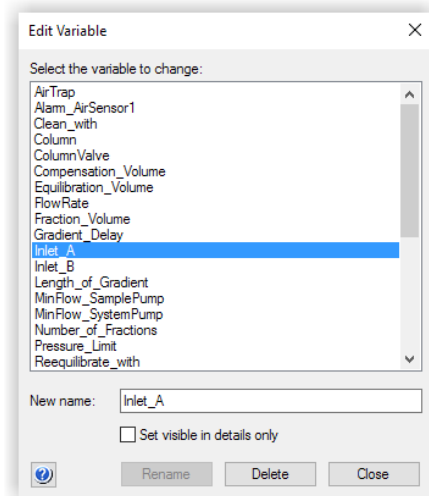 Edit Variable
Select the variable to change:
AirTrap
Alarm_AirSensor1
Clean_with
Column
ColumnValve
Compensation_Volume
Equilibration_Volume
FlowRate
Fraction_Volume
Gradient_Delay
Inlet_A
Inlet_B
Length_of_Gradient
MinFlow_SamplePump
MinFlow_SystemPump
Number_of_Fractions
Pressure_Limit
Reequilibrate_with
New name: Inlet_A
Set visible in details only
? Rename Delete Close